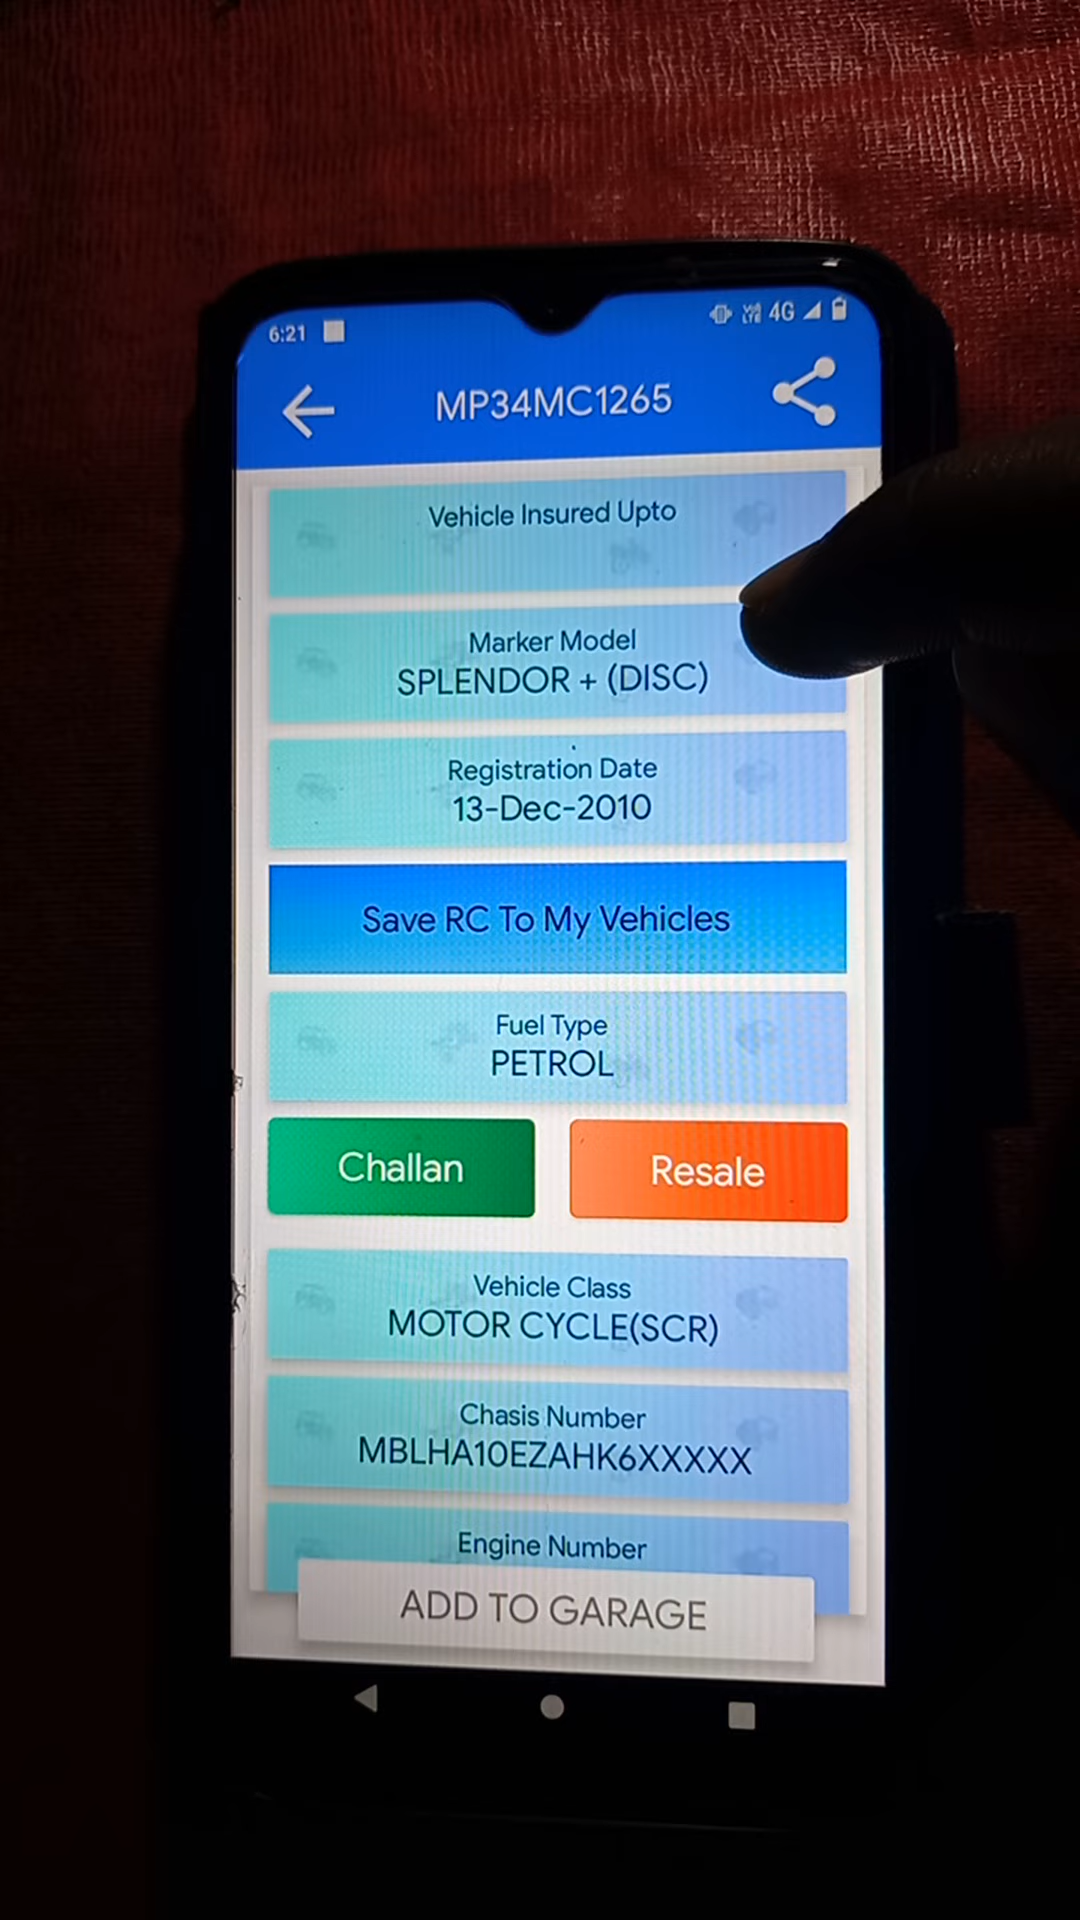 6:21
Vo LTE 4G
MP34MC1265
Vehicle Insured Upto
Marker Model
SPLENDOR + (DISC)
Registration Date
13-Dec-2010
Save RC To My Vehicles
Fuel Type
PETROL
Challan
Resale
Vehicle Class
MOTOR CYCLE(SCR)
Chasis Number
MBLHA10EZAHK6XXXXX
Engine Number
ADD TO GARAGE